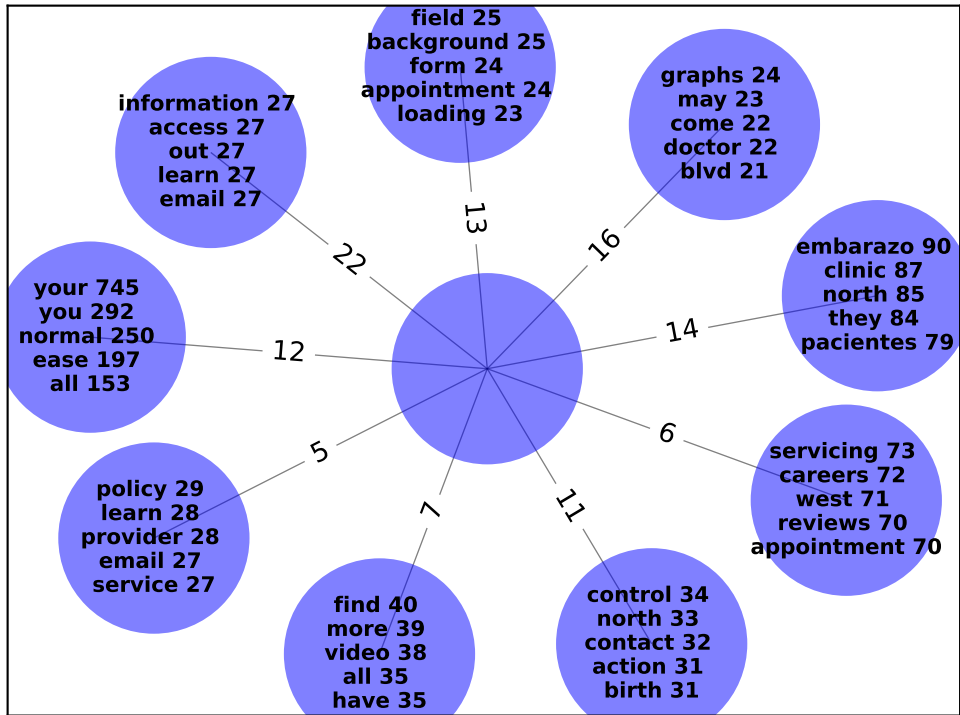 field 25
background 25
form 24
appointment 24
loading 23
graphs 24
may 23
come 22
doctor 22
blvd 21
information 27
access 27
out 27
learn 27
email 27
13
16
22
embarazo 90
clinic 87
north 85
they 84
pacientes 79
your 745
you 292
normal 250
ease 197
all 153
14
12
6
5
servicing 73
careers 72
west 71
reviews 70
appointment 70
policy 29
learn 28
provider 28
email 27
service 27
7
11
find 40
more 39
video 38
all 35
have 35
control 34
north 33
contact 32
action 31
birth 31